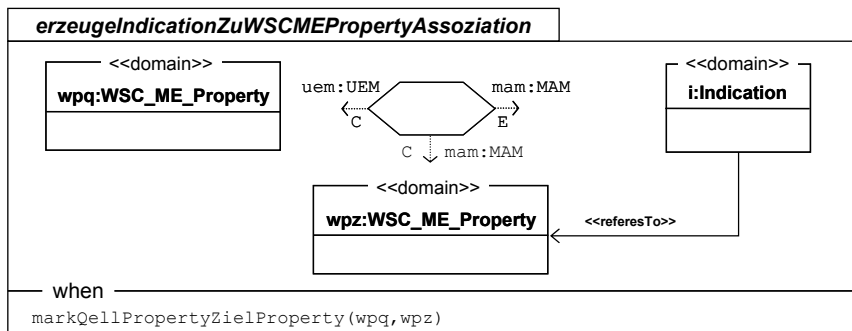 erzeugeIndicationZuWSCMEPropertyAssoziation
<<domain>>
wpq:WSC_ME_Property
uem:UEM
mam:MAM
C
E
C mam:MAM
<<domain>>
i:Indication
<<domain>>
wpz:WSC_ME_Property
<<referesTo>>
when
markQellPropertyZielProperty(wpq,wpz)